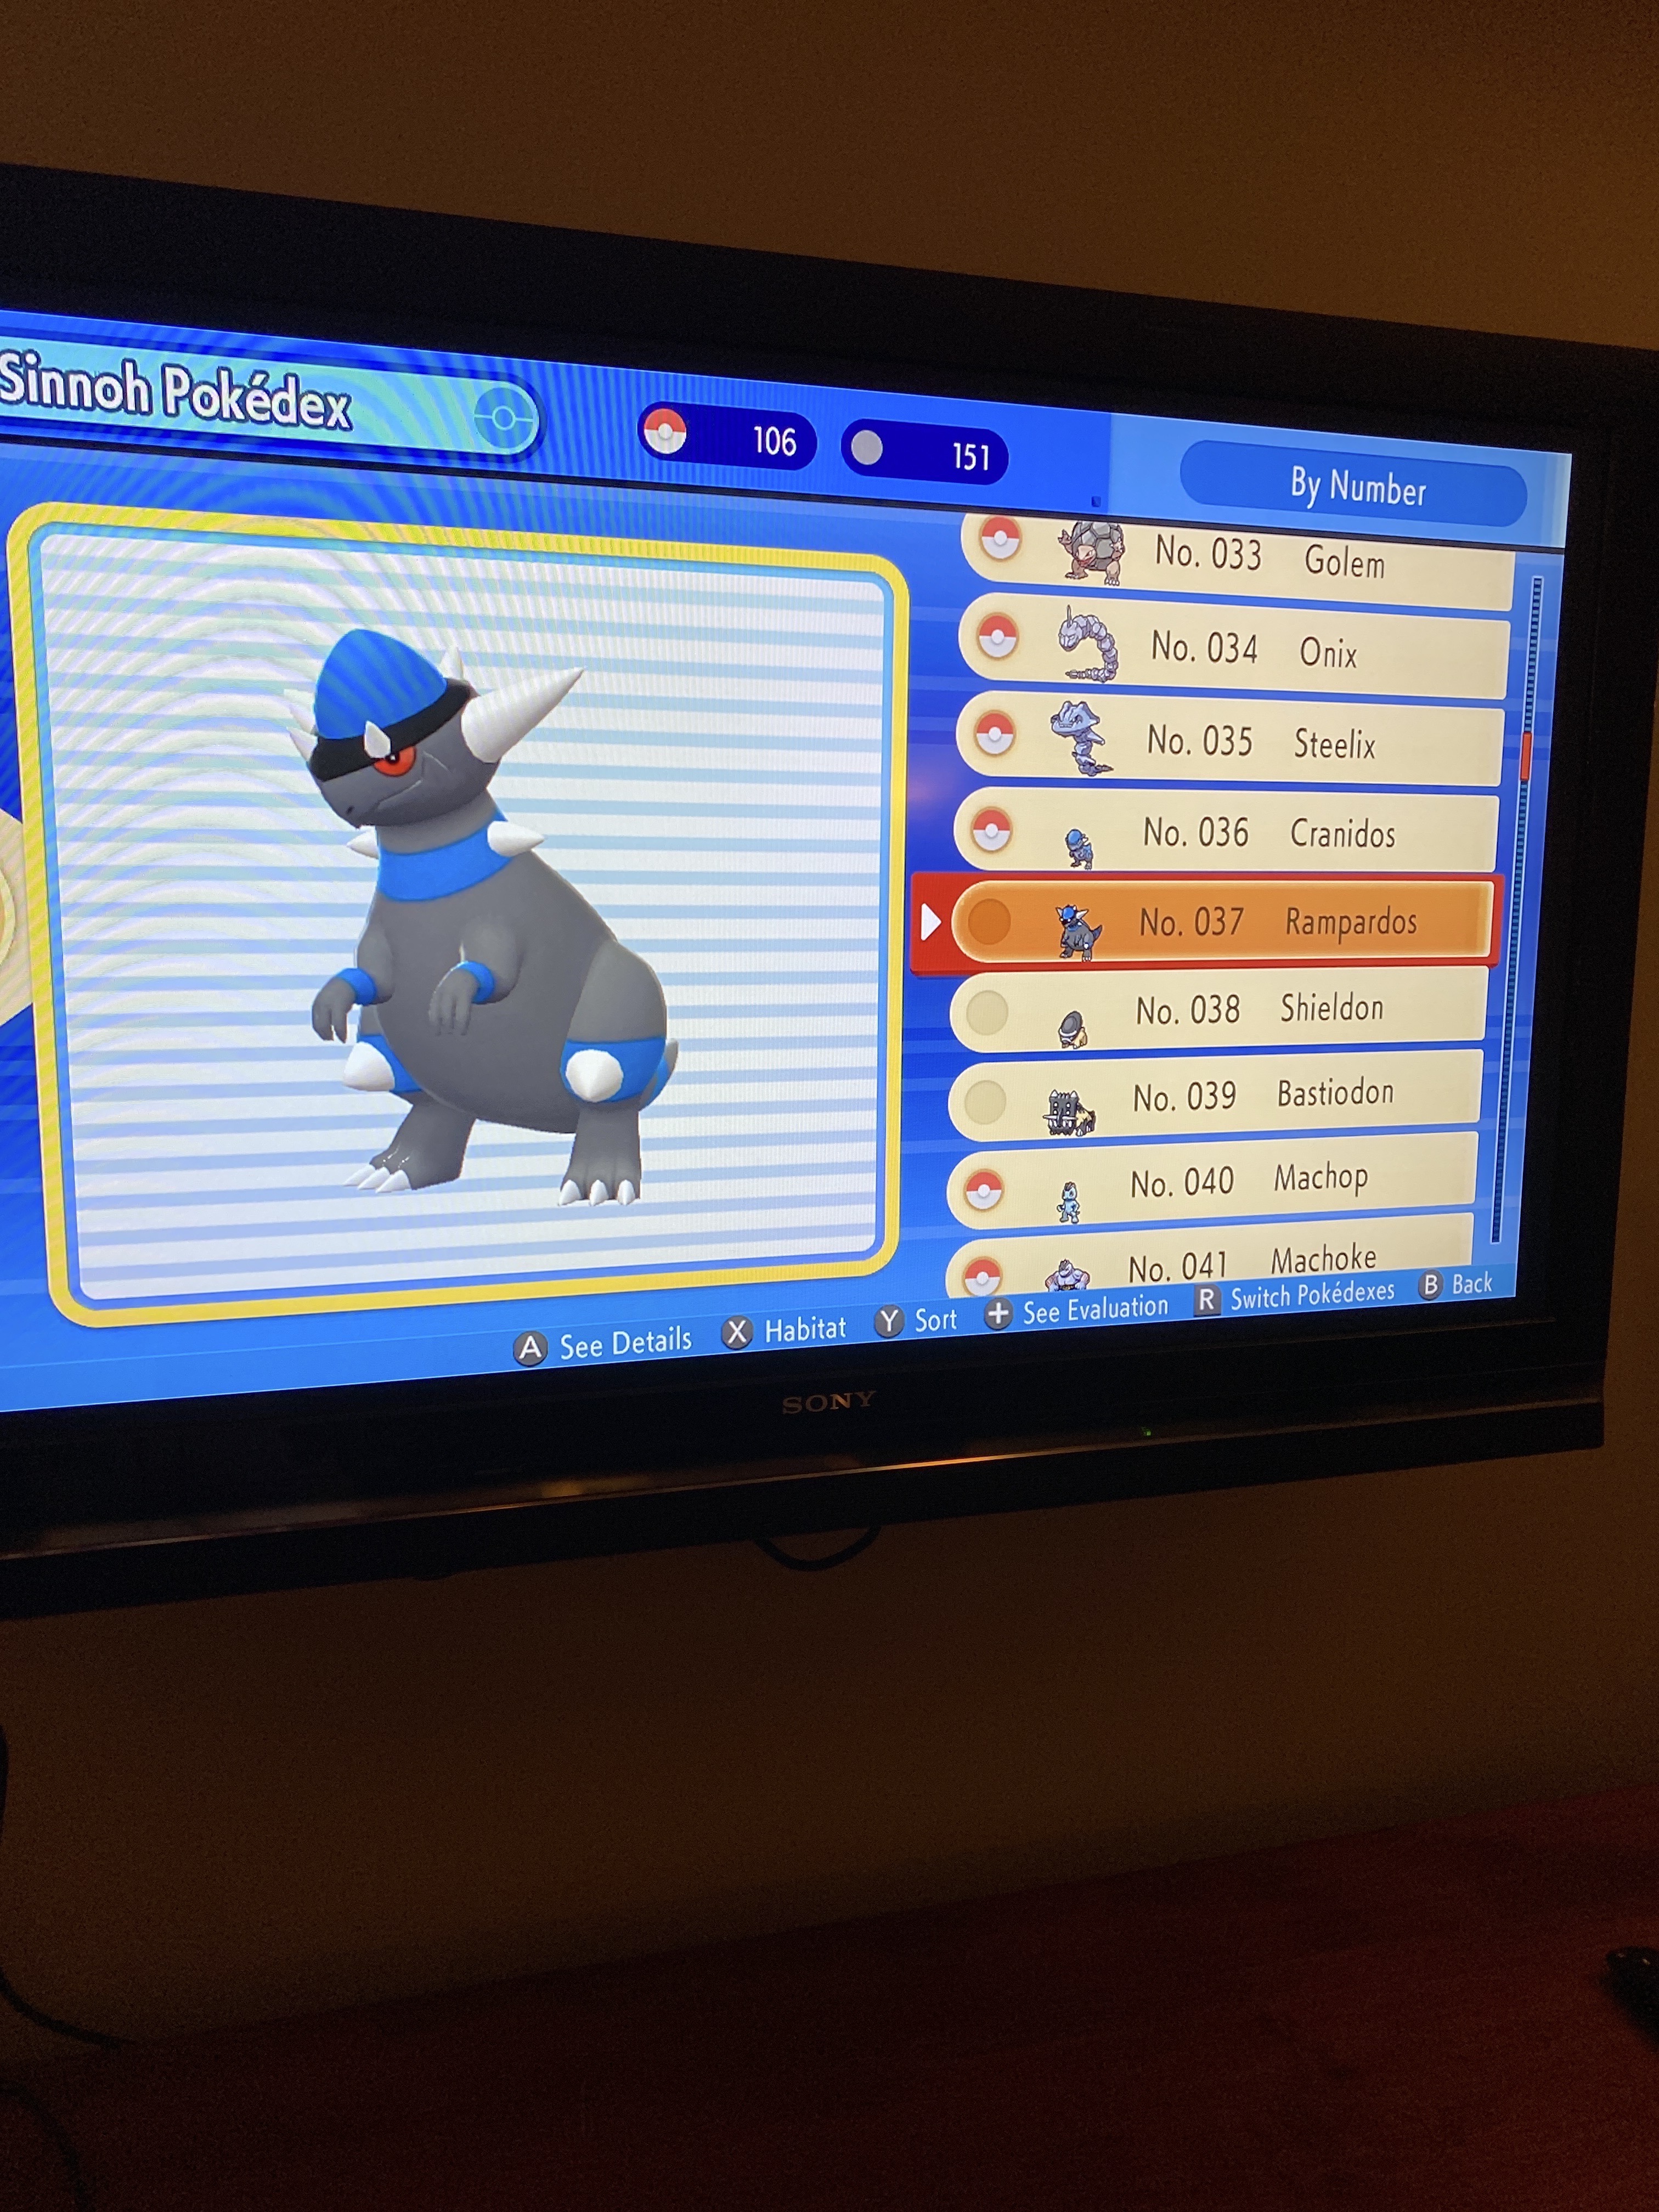 Sinnoh Pokédex
106
151
By Number
No. 033 Golem
No. 034 Onix
No. 035 Steelix
No. 036 Cranidos
No. 037 Rampardos
No. 038 Shieldon
No. 039 Bastiodon
No. 040 Machop
No. 041 Machoke
A See Details X Habitat Y Sort + See Evaluation R Switch Pokédexes B Back
SONY